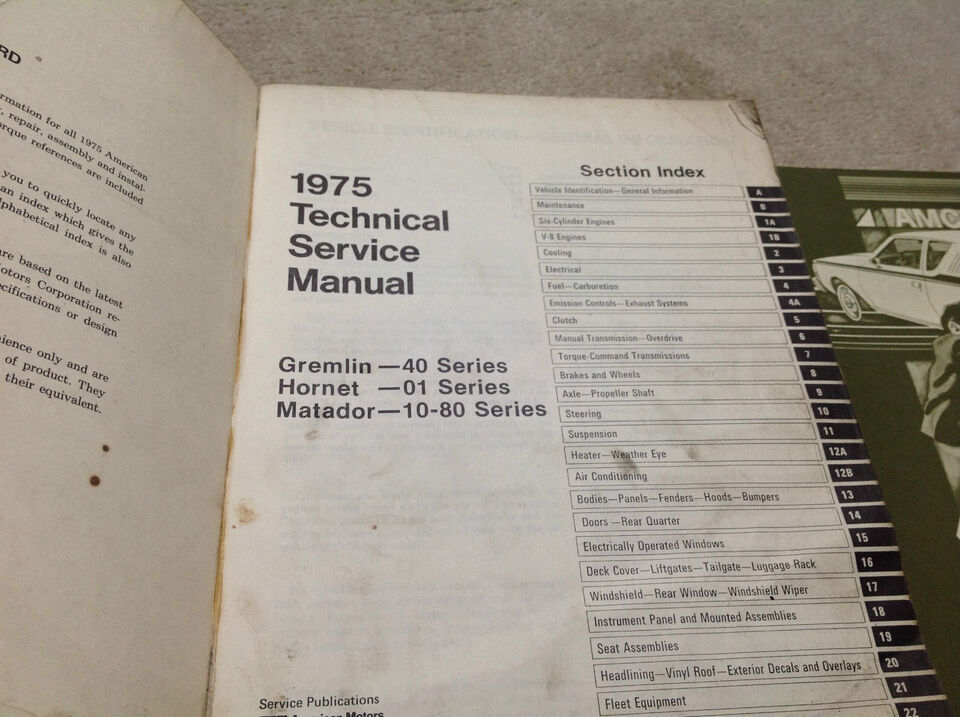 RD
rmation for all 1975 American
, repair, assembly and instal-
orque references are included
you to quickly locate any
an index which gives the
lphabetical index is also
are based on the latest
otors Corporation re-
ecifications or design
nience only and are
of product. They
their equivalent.
1975
Technical
Service
Manual
Gremlin—40 Series
Hornet —01 Series
Matador—10-80 Series
Service Publications
American Motors
Section Index
Vehicle Identification—General Information A
Maintenance B
Six-Cylinder Engines 1A
V-8 Engines 1B
Cooling 2
Electrical 3
Fuel—Carburetion 4
Emission Controls—Exhaust Systems 4A
Clutch 5
Manual Transmission—Overdrive 6
Torque-Command Transmissions 7
Brakes and Wheels 8
Axle—Propeller Shaft 9
Steering 10
Suspension 11
Heater—Weather Eye 12A
Air Conditioning 12B
Bodies—Panels—Fenders—Hoods—Bumpers 13
Doors—Rear Quarter 14
Electrically Operated Windows 15
Deck Cover—Liftgates—Tailgate—Luggage Rack 16
Windshield—Rear Window—Windshield Wiper 17
Instrument Panel and Mounted Assemblies 18
Seat Assemblies 19
Headlining—Vinyl Roof—Exterior Decals and Overlays 20
Fleet Equipment 21
22
AMC